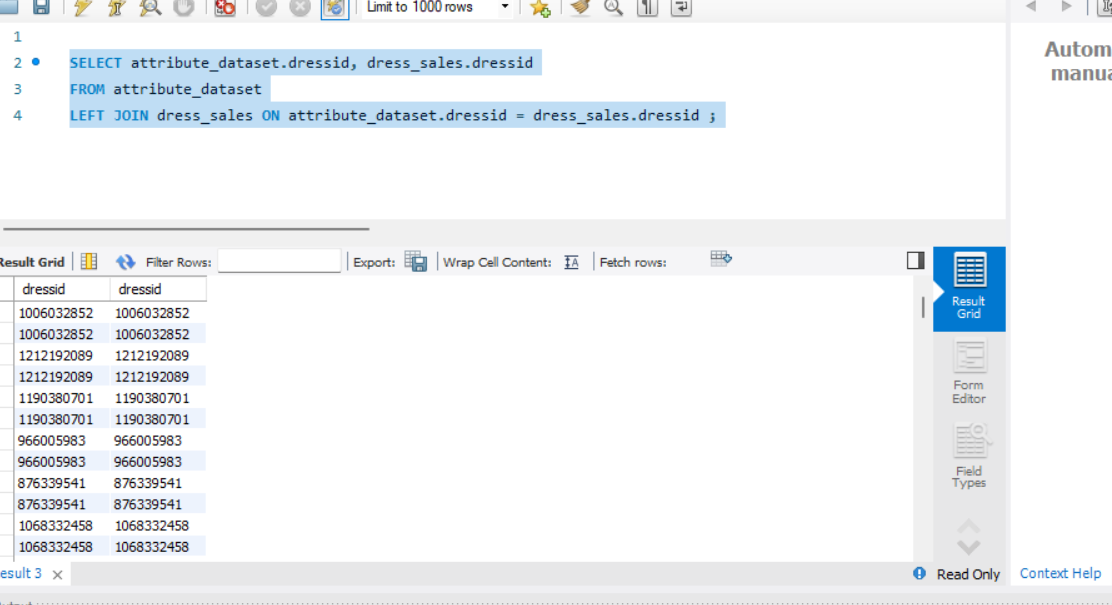 Limit to 1000 rows
1
2 SELECT attribute_dataset.dressid, dress_sales.dressid
3 FROM attribute_dataset
4 LEFT JOIN dress_sales ON attribute_dataset.dressid = dress_sales.dressid ;
Autom
manua
Result Grid Filter Rows: Export: Wrap Cell Content: IA Fetch rows:
dressid dressid
1006032852 1006032852
1006032852 1006032852
1212192089 1212192089
1212192089 1212192089
1190380701 1190380701
1190380701 1190380701
966005983 966005983
966005983 966005983
876339541 876339541
876339541 876339541
1068332458 1068332458
1068332458 1068332458
Result
Grid
Form
Editor
Field
Types
esult 3 Read Only Context Help